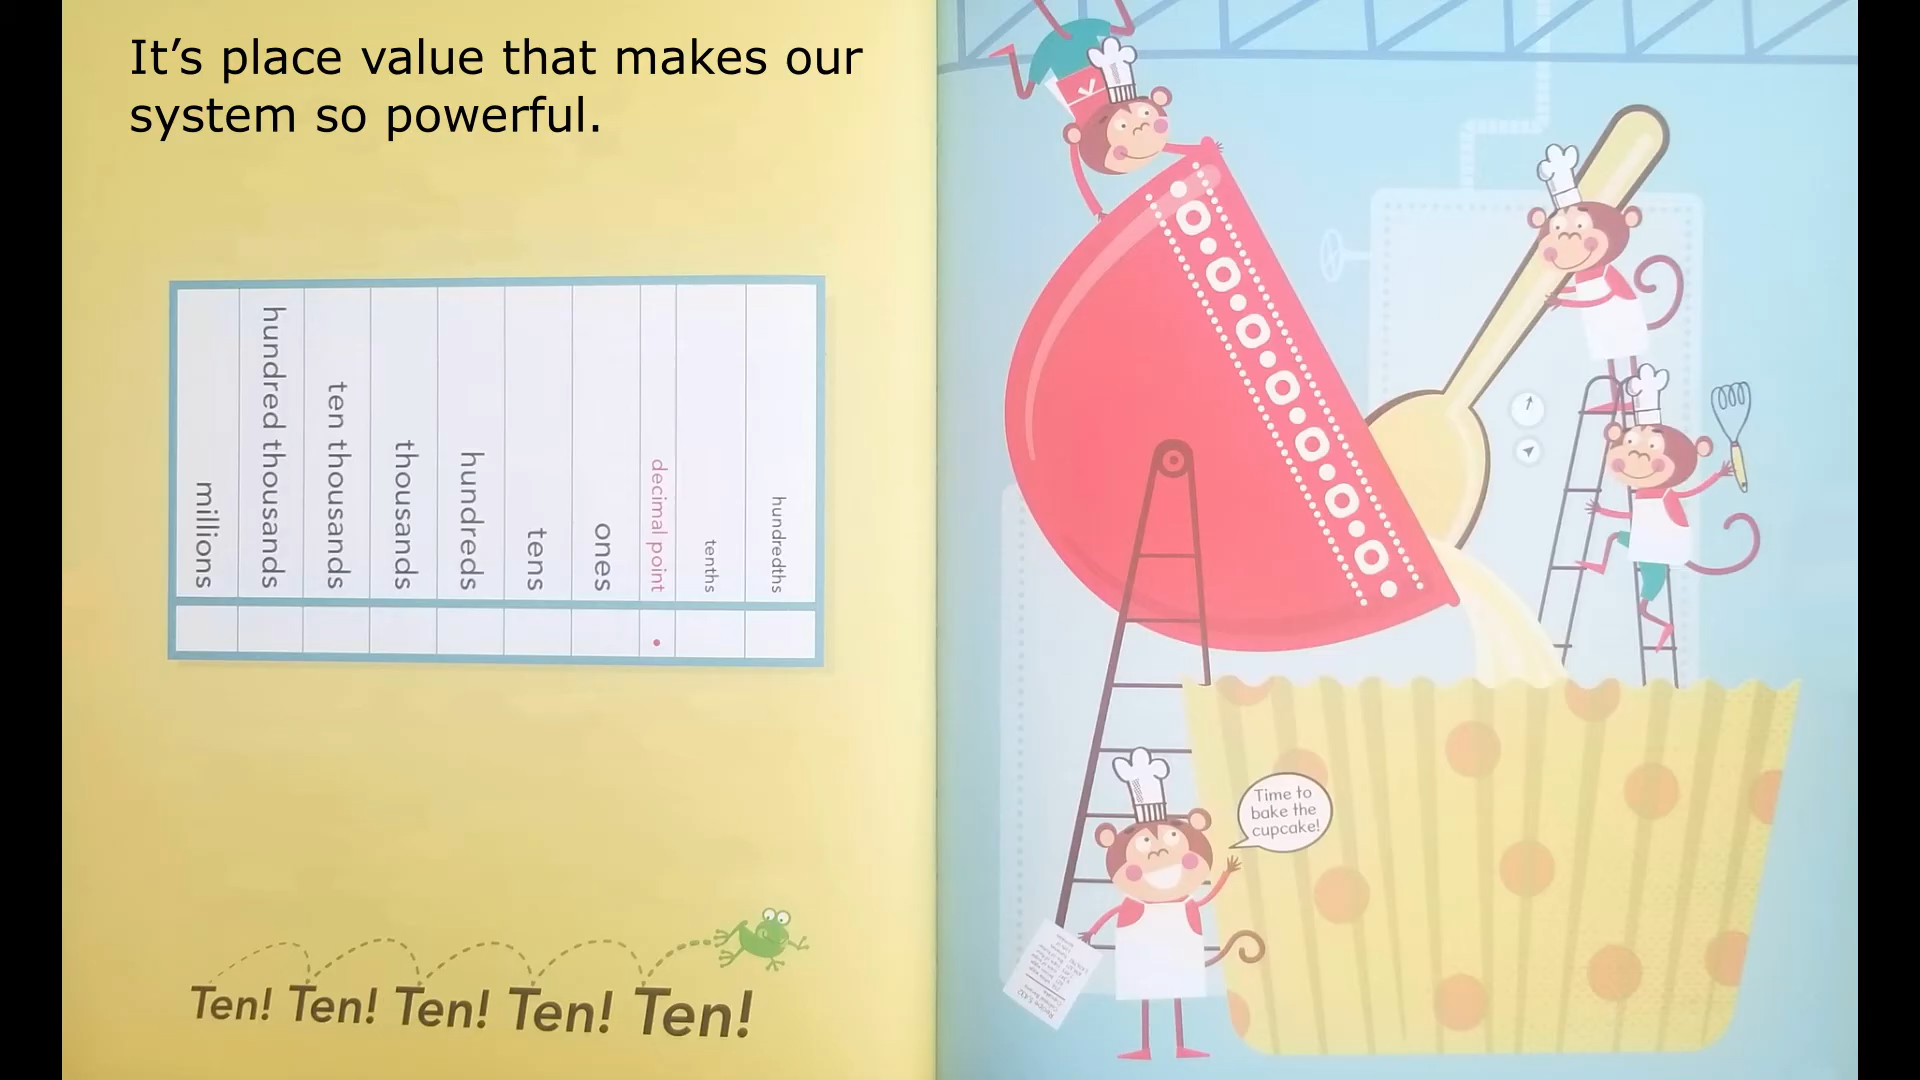 It’s place value that makes our
system so powerful.
millions
hundred thousands
ten thousands
thousands
hundreds
tens
ones
decimal point
tenths
hundredths
.
Ten! Ten! Ten! Ten! Ten!
Time to
bake the
cupcake!